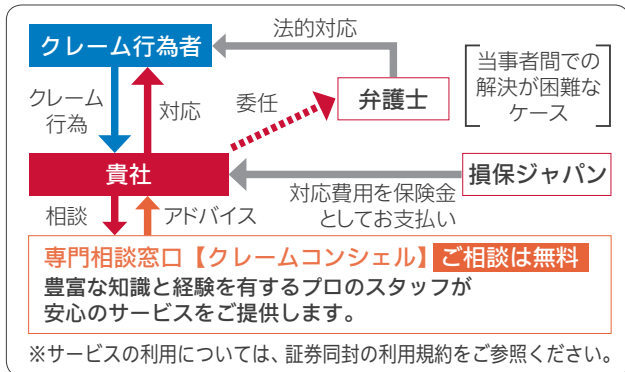 法的対応
クレーム行為者
当事者間での
解決が困難な
ケース
クレーム
行為
対応
委任
弁護士
貴社
損保ジャパン
対応費用を保険金
としてお支払い
相談
アドバイス
専門相談窓口【クレームコンシェル】 ご相談は無料
豊富な知識と経験を有するプロのスタッフが
安心のサービスをご提供します。
※サービスの利用については、証券同封の利用規約をご参照ください。